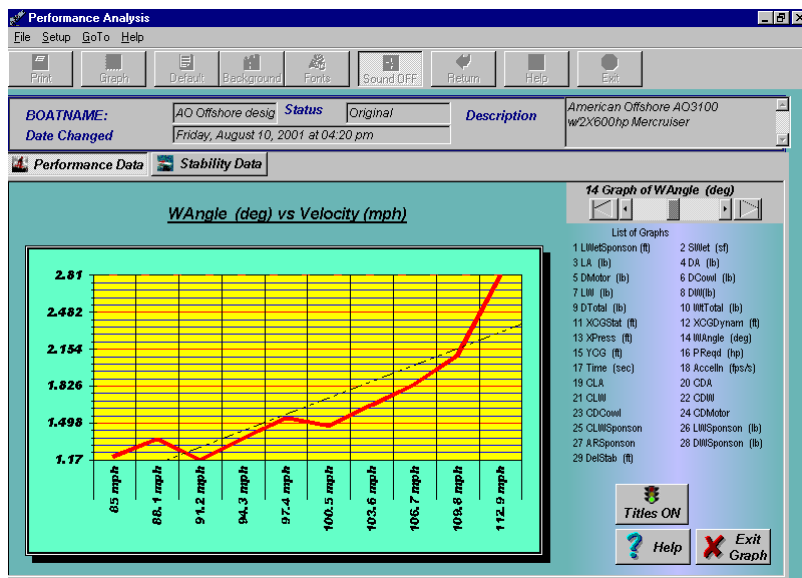 Performance Analysis
File Setup GoTo Help
Print Graph Default Background Fonts Sound OFF Return Help Exit
BOATNAME: AO Offshore desig Status Original Description American Offshore AO3100
w/2X600hp Mercruiser
Date Changed Friday, August 10, 2001 at 04:20 pm
Performance Data Stability Data
14 Graph of WAngle (deg)
WAngle (deg) vs Velocity (mph)
2.81
2.482
2.154
1.826
1.498
1.17
85 mph
88.1 mph
91.2 mph
94.3 mph
97.4 mph
100.5 mph
103.6 mph
106.7 mph
109.8 mph
112.9 mph
List of Graphs
1 LWetSponson (ft) 2 SWet (sf)
3 LA (lb) 4 DA (lb)
5 DMotor (lb) 6 DCowl (lb)
7 LW (lb) 8 DW(lb)
9 DTotal (lb) 10 WtTotal (lb)
11 XCGStat (ft) 12 XCGDynam (ft)
13 XPress (ft) 14 WAngle (deg)
15 YCG (ft) 16 PReqd (hp)
17 Time (sec) 18 Accelln (fps/s)
19 CLA 20 CDA
21 CLW 22 CDW
23 CDCowl 24 CDMotor
25 CLWSponson 26 LWSponson (lb)
27 ARSponson 28 DWSponson (lb)
29 DelStab (ft)
Titles ON
Help
Exit
Graph